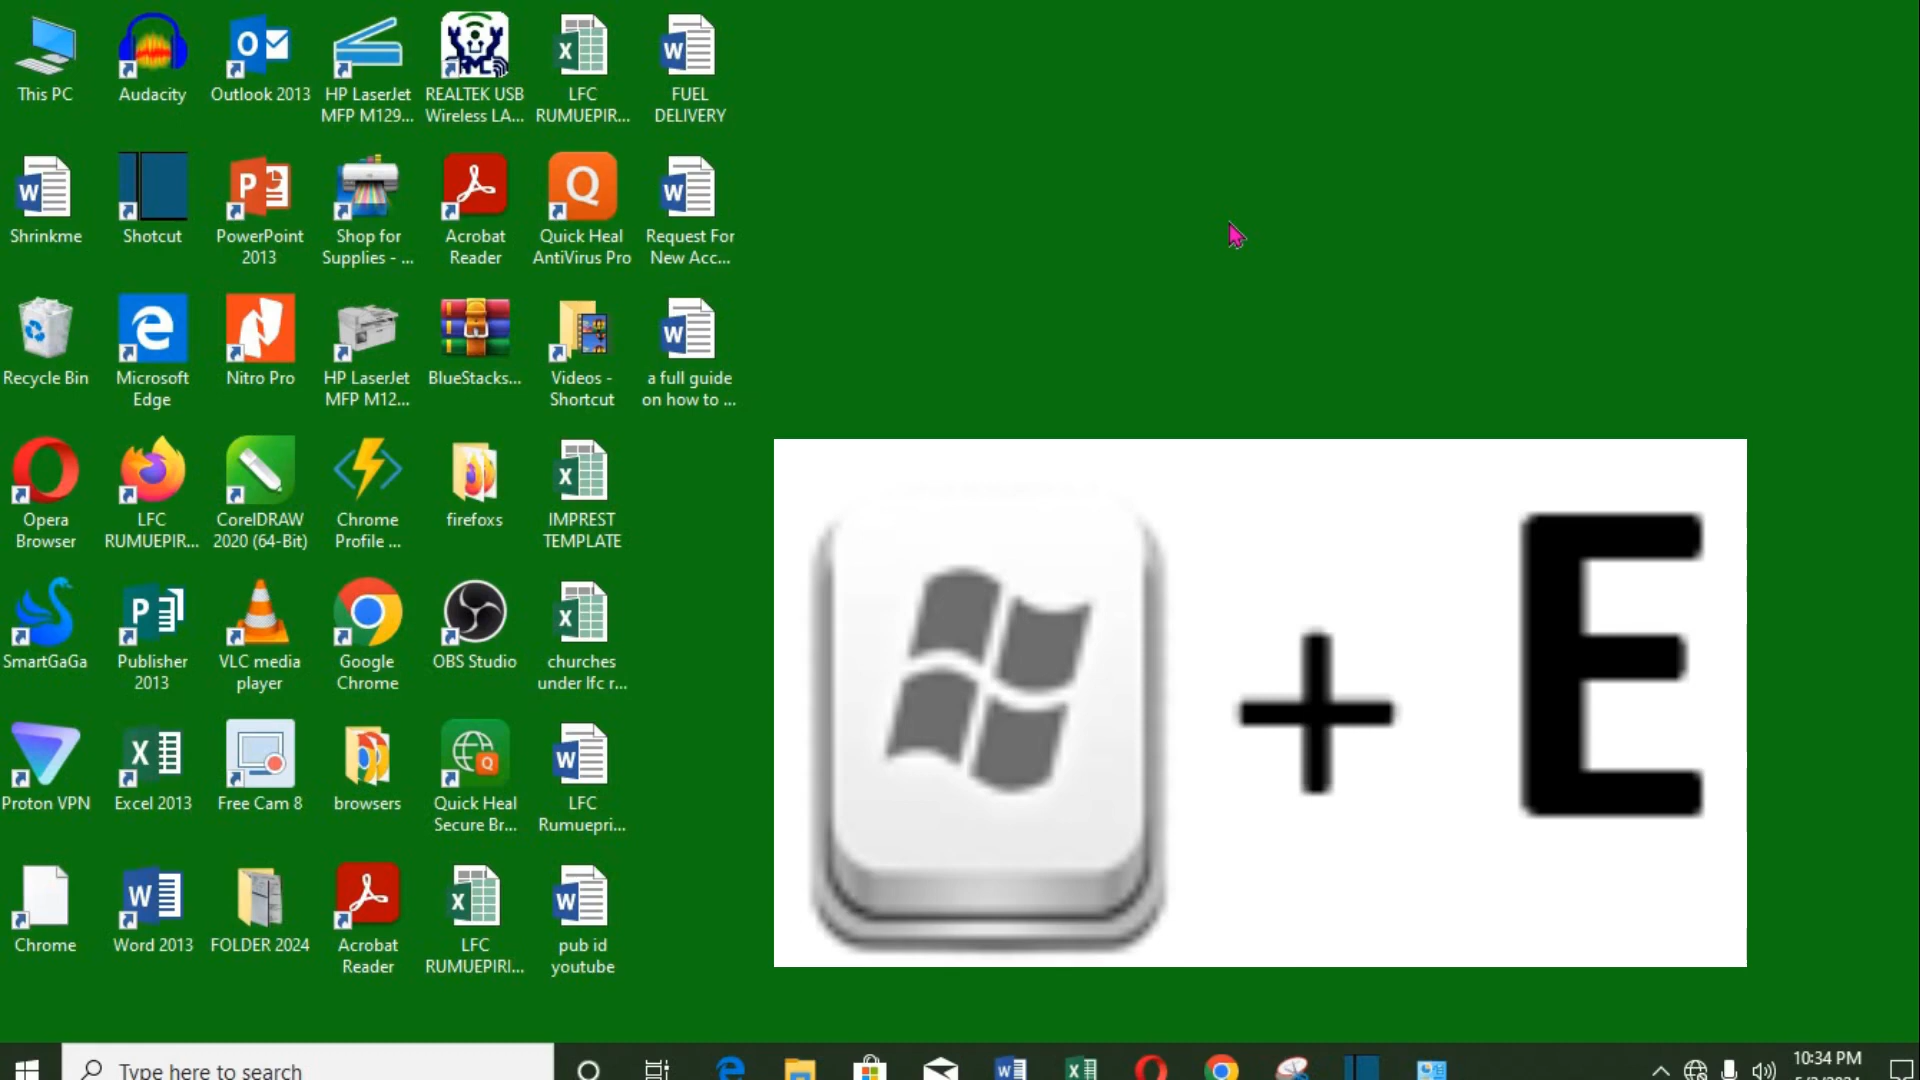 This PC
Audacity
Outlook 2013
HP LaserJet
MFP M129...
REALTEK USB
Wireless LA...
LFC
RUMUEPIR...
FUEL
DELIVERY
Shrinkme
Shotcut
PowerPoint
2013
Shop for
Supplies - ...
Acrobat
Reader
Quick Heal
AntiVirus Pro
Request For
New Acc...
Recycle Bin
Microsoft
Edge
Nitro Pro
HP LaserJet
MFP M12...
BlueStacks...
Videos -
Shortcut
a full guide
on how to ...
Opera
Browser
LFC
RUMUEPIR...
CorelDRAW
2020 (64-Bit)
Chrome
Profile ...
firefoxs
IMPREST
TEMPLATE
SmartGaGa
Publisher
2013
VLC media
player
Google
Chrome
OBS Studio
churches
under lfc r...
Proton VPN
Excel 2013
Free Cam 8
browsers
Quick Heal
Secure Br...
LFC
Rumuepri...
Chrome
Word 2013
FOLDER 2024
Acrobat
Reader
LFC
RUMUEPIRI...
pub id
youtube
+ E
Type here to search
10:34 PM